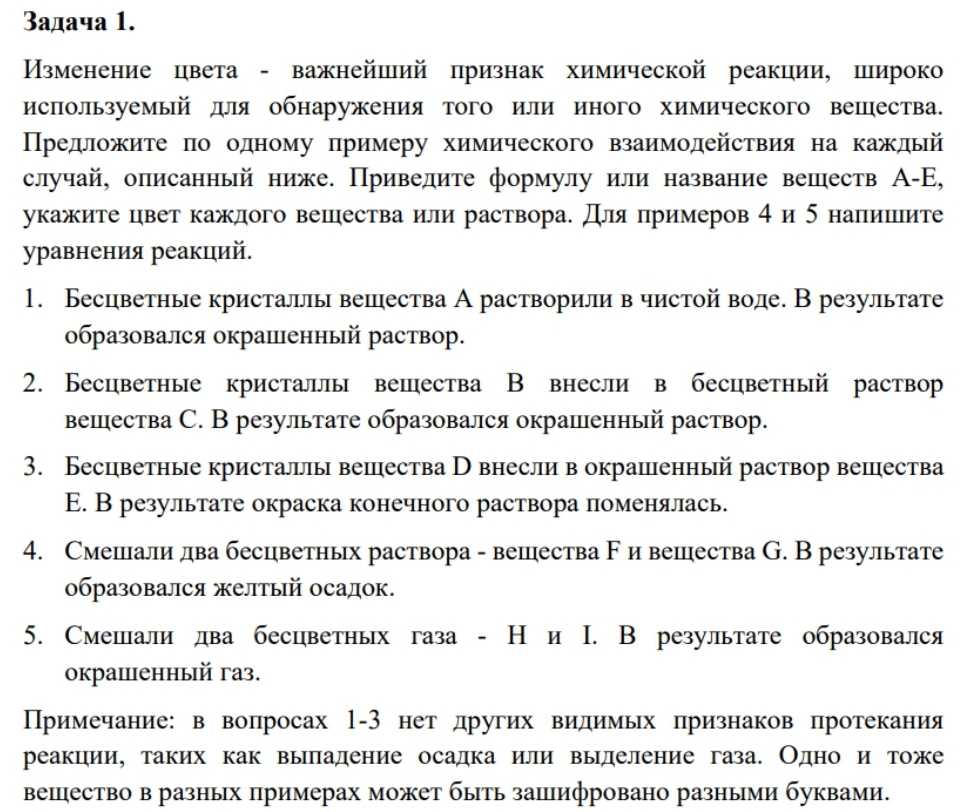 Задача 1.
Изменение цвета - важнейший признак химической реакции, широко
используемый для обнаружения того или иного химического вещества.
Предложите по одному примеру химического взаимодействия на каждый
случай, описанный ниже. Приведите формулу или название веществ А-Е,
укажите цвет каждого вещества или раствора. Для примеров 4 и 5 напишите
уравнения реакций.
1. Бесцветные кристаллы вещества А растворили в чистой воде. В результате
образовался окрашенный раствор.
2. Бесцветные кристаллы вещества В внесли в бесцветный раствор
вещества С. В результате образовался окрашенный раствор.
3. Бесцветные кристаллы вещества D внесли в окрашенный раствор вещества
Е. В результате окраска конечного раствора поменялась.
4. Смешали два бесцветных раствора - вещества F и вещества G. В результате
образовался желтый осадок.
5. Смешали два бесцветных газа - H и I. В результате образовался
окрашенный газ.
Примечание: в вопросах 1-3 нет других видимых признаков протекания
реакции, таких как выпадение осадка или выделение газа. Одно и тоже
вещество в разных примерах может быть зашифровано разными буквами.